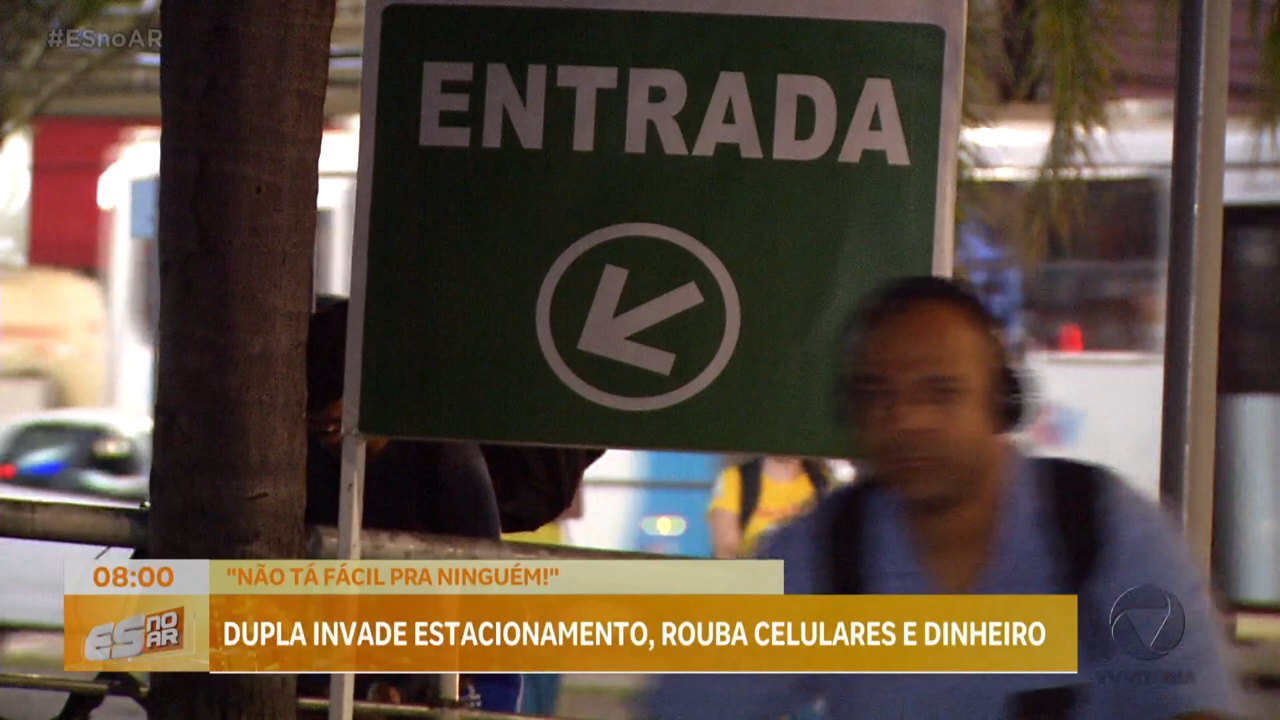 #ESnoAR
ENTRADA
08:00
"NÃO TÁ FÁCIL PRA NINGUÉM!"
ES NO AR
DUPLA INVADE ESTACIONAMENTO, ROUBA CELULARES E DINHEIRO
TV VITÓRIA